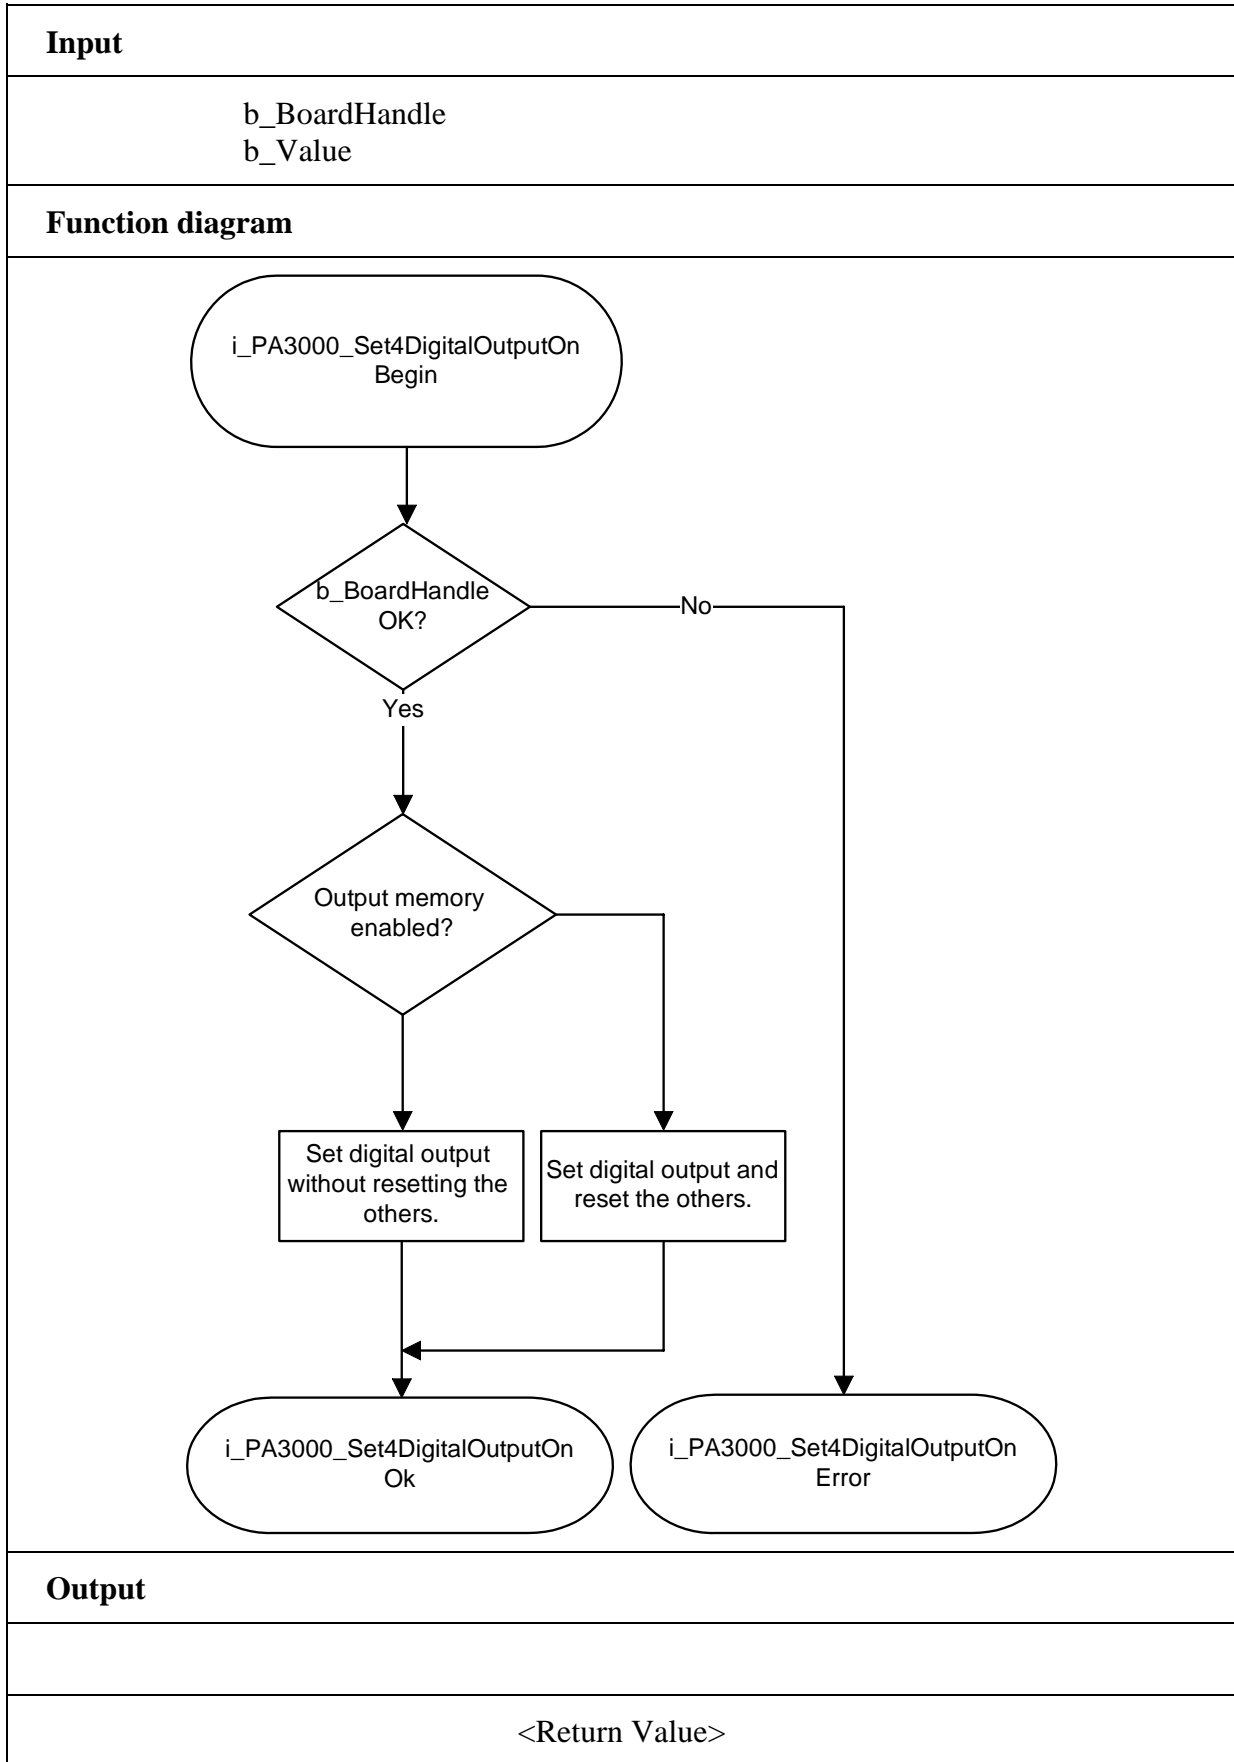 Input
b_BoardHandle
b_Value
Function diagram
i_PA3000_Set4DigitalOutputOn
Begin
b_BoardHandle
OK?
No
Yes
Output memory
enabled?
Set digital output
without resetting the
others.
Set digital output and
reset the others.
i_PA3000_Set4DigitalOutputOn
Ok
i_PA3000_Set4DigitalOutputOn
Error
Output
<Return Value>